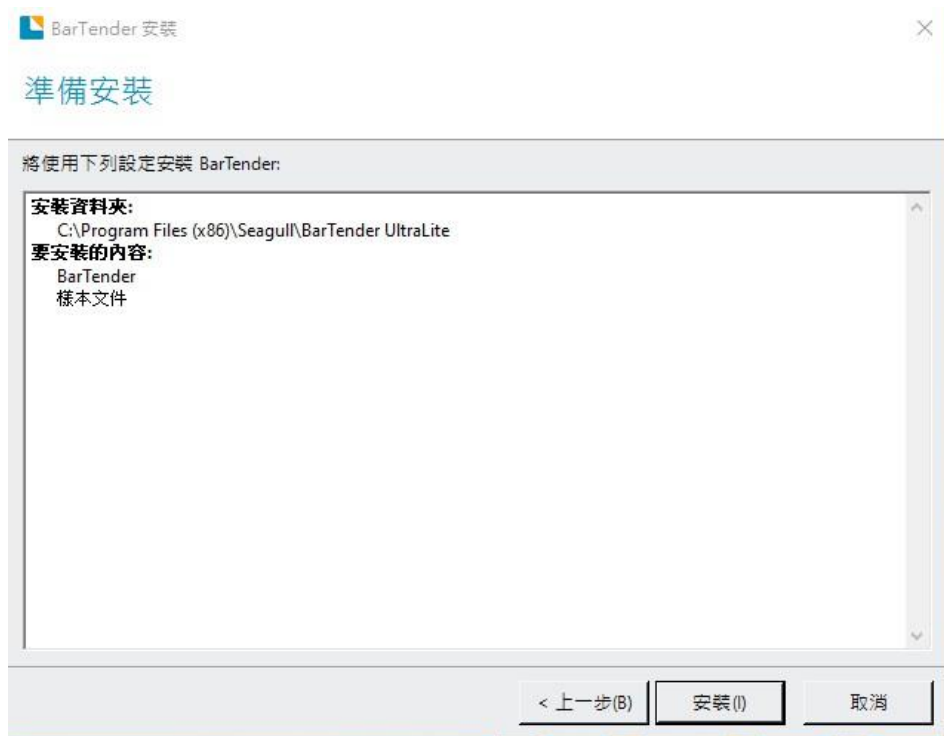 BarTender 安裝
準備安裝
將使用下列設定安裝 BarTender:
安裝資料夾:
C:\Program Files (x86)\Seagull\BarTender UltraLite
要安裝的內容:
BarTender
樣本文件
< 上一步(B) 安裝(I) 取消